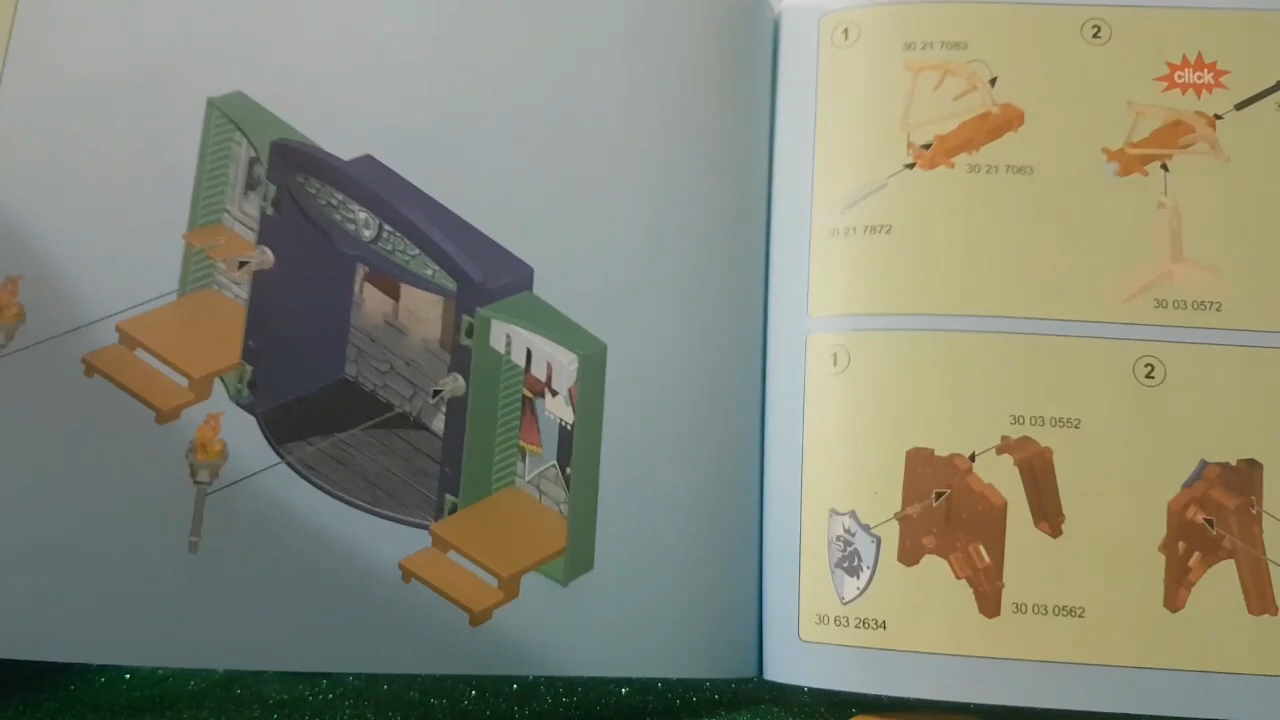 1
2
30 21 7063
click
30 21 7063
30 21 7872
30 03 0572
1
2
30 03 0552
30 03 0562
30 63 2634